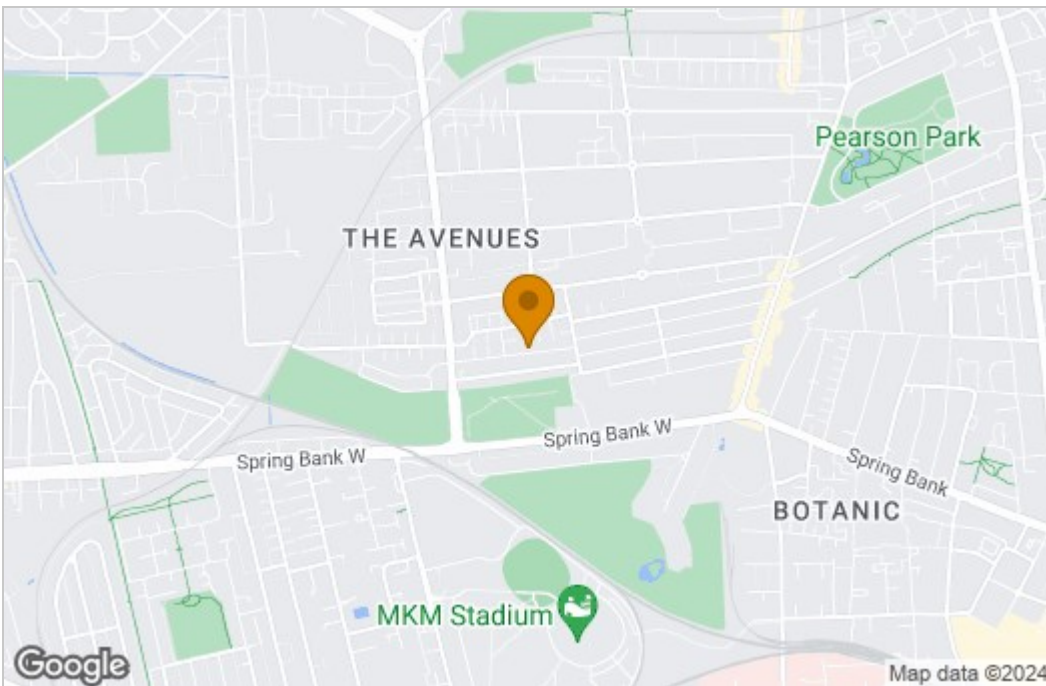 Pearson Park
THE AVENUES
Spring Bank W
Spring Bank W
Spring Bank
BOTANIC
MKM Stadium
Google
Map data ©2024